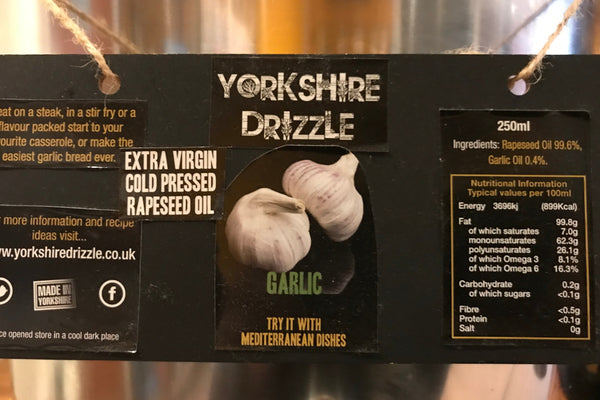 eat on a steak, in a stir fry or a
flavour packed start to your
vourite casserole, or make the
easiest garlic bread ever.
EXTRA VIRGIN
COLD PRESSED
RAPESEED OIL
more information and recipe
ideas visit...
ww.yorkshiredrizzle.co.uk
MADE IN
YORKSHIRE
f
ce opened store in a cool dark place
YORKSHIRE
DRIZZLE
GARLIC
TRY IT WITH
MEDITERRANEAN DISHES
250ml
Ingredients: Rapeseed Oil 99.6%,
Garlic Oil 0.4%.
Nutritional Information
Typical values per 100ml
Energy 3696kj (899Kcal)
Fat 99.8g
of which saturates 7.0g
monounsaturates 62.3g
polyunsaturates 26.1g
of which Omega 3 8.1%
of which Omega 6 16.3%
Carbohydrate 0.2g
of which sugars <0.1g
Fibre <0.5g
Protein <0.1g
Salt 0g